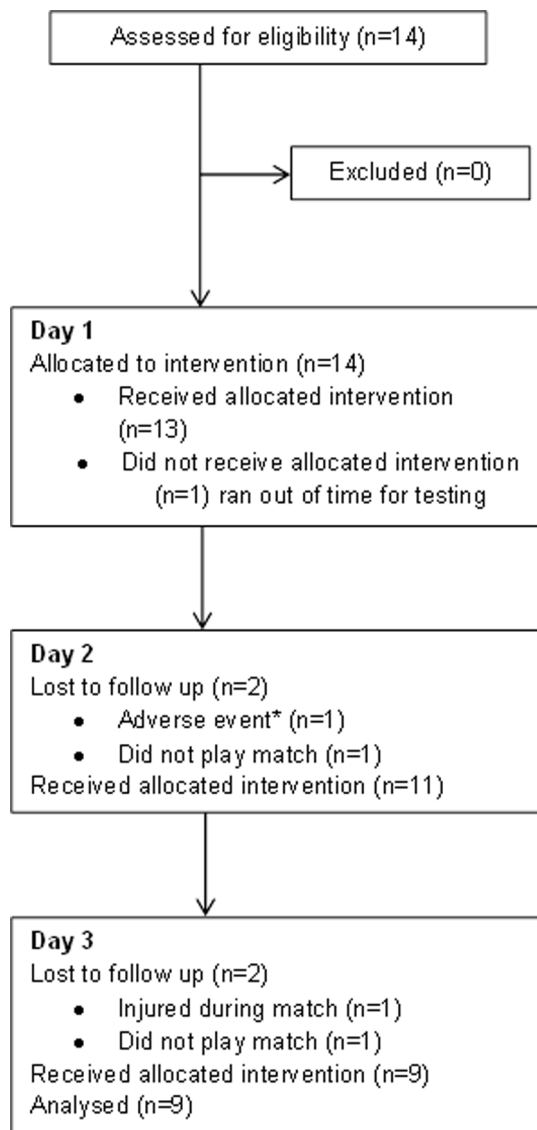 Assessed for eligibility (n=14)
Excluded (n=0)
Day 1
Allocated to intervention (n=14)
• Received allocated intervention
(n=13)
• Did not receive allocated intervention
(n=1) ran out of time for testing
Day 2
Lost to follow up (n=2)
• Adverse event* (n=1)
• Did not play match (n=1)
Received allocated intervention (n=11)
Day 3
Lost to follow up (n=2)
• Injured during match (n=1)
• Did not play match (n=1)
Received allocated intervention (n=9)
Analysed (n=9)